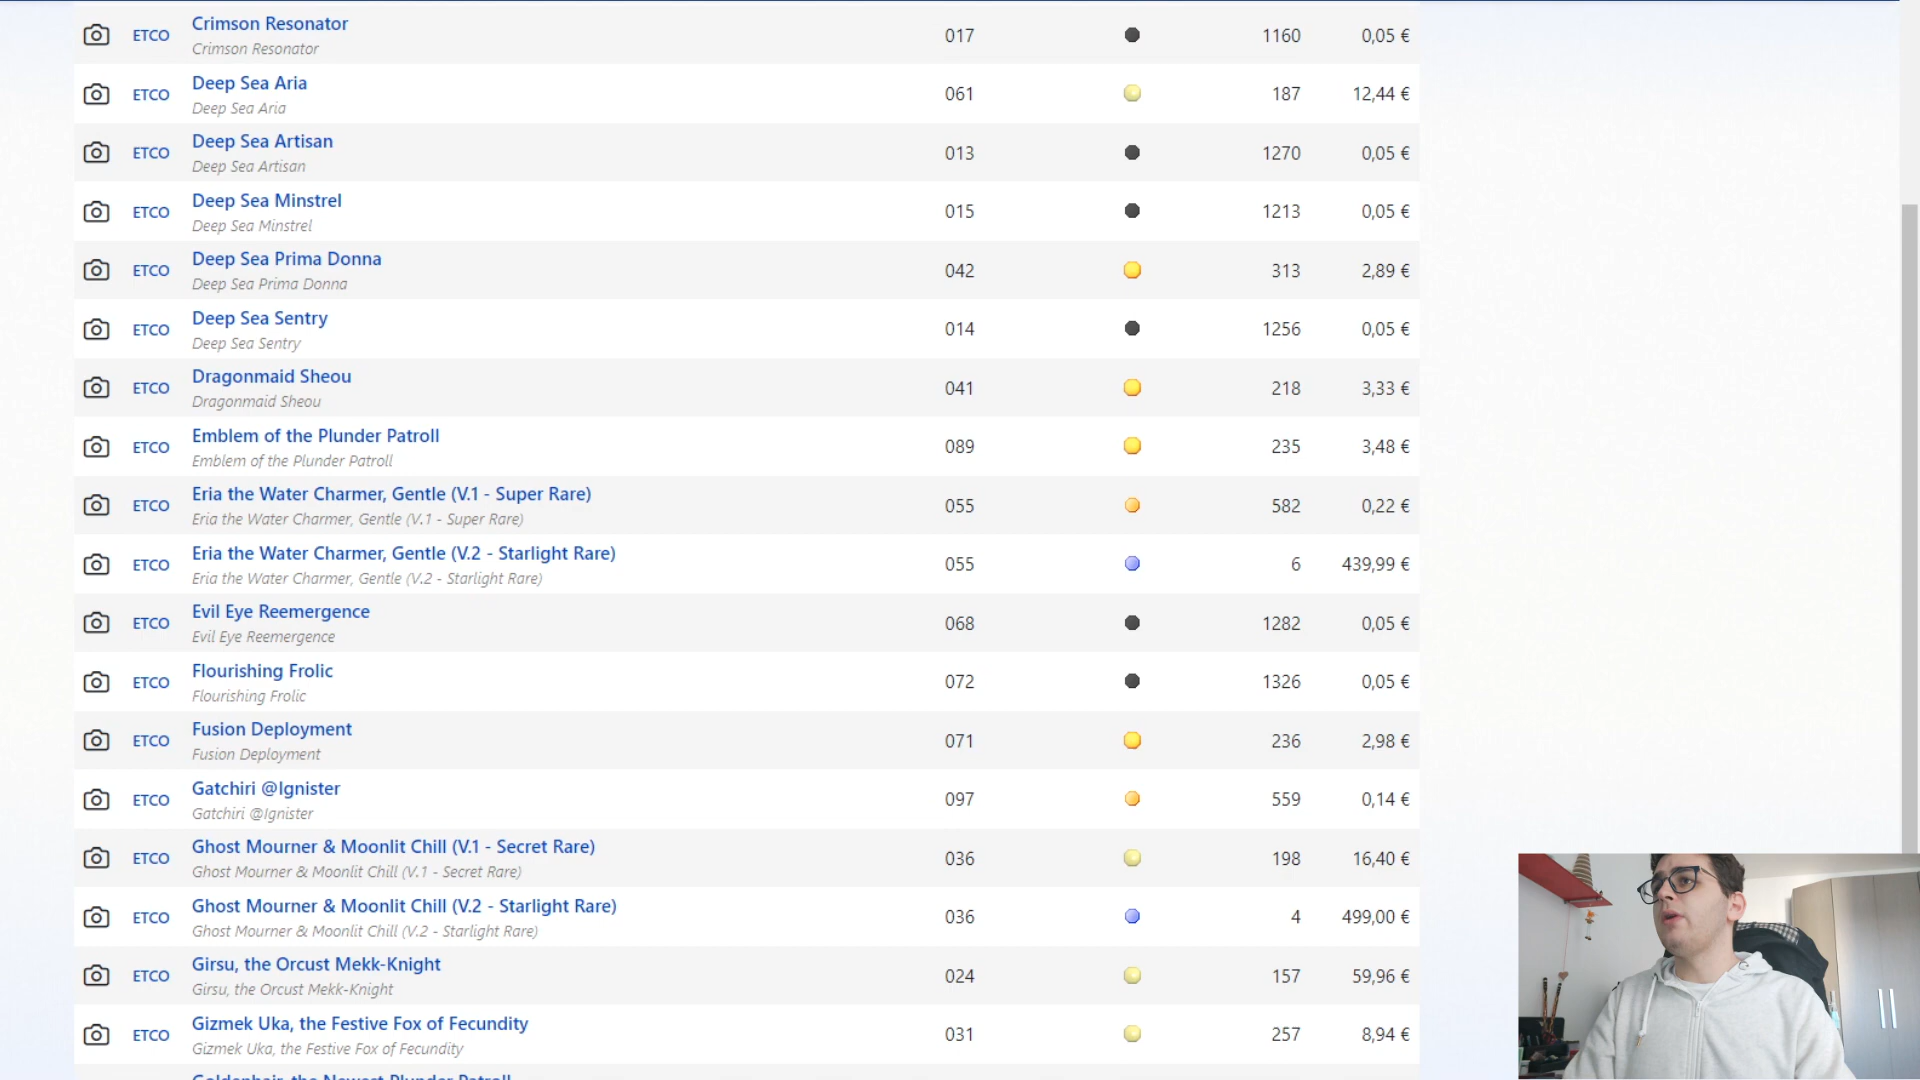 ETCO Crimson Resonator 017 1160 0,05 €
Crimson Resonator
ETCO Deep Sea Aria 061 187 12,44 €
Deep Sea Aria
ETCO Deep Sea Artisan 013 1270 0,05 €
Deep Sea Artisan
ETCO Deep Sea Minstrel 015 1213 0,05 €
Deep Sea Minstrel
ETCO Deep Sea Prima Donna 042 313 2,89 €
Deep Sea Prima Donna
ETCO Deep Sea Sentry 014 1256 0,05 €
Deep Sea Sentry
ETCO Dragonmaid Sheou 041 218 3,33 €
Dragonmaid Sheou
ETCO Emblem of the Plunder Patroll 089 235 3,48 €
Emblem of the Plunder Patroll
ETCO Eria the Water Charmer, Gentle (V.1 - Super Rare) 055 582 0,22 €
Eria the Water Charmer, Gentle (V.1 - Super Rare)
ETCO Eria the Water Charmer, Gentle (V.2 - Starlight Rare) 055 6 439,99 €
Eria the Water Charmer, Gentle (V.2 - Starlight Rare)
ETCO Evil Eye Reemergence 068 1282 0,05 €
Evil Eye Reemergence
ETCO Flourishing Frolic 072 1326 0,05 €
Flourishing Frolic
ETCO Fusion Deployment 071 236 2,98 €
Fusion Deployment
ETCO Gatchiri @Ignister 097 559 0,14 €
Gatchiri @Ignister
ETCO Ghost Mourner & Moonlit Chill (V.1 - Secret Rare) 036 198 16,40 €
Ghost Mourner & Moonlit Chill (V.1 - Secret Rare)
ETCO Ghost Mourner & Moonlit Chill (V.2 - Starlight Rare) 036 4 499,00 €
Ghost Mourner & Moonlit Chill (V.2 - Starlight Rare)
ETCO Girsu, the Orcust Mekk-Knight 024 157 59,96 €
Girsu, the Orcust Mekk-Knight
ETCO Gizmek Uka, the Festive Fox of Fecundity 031 257 8,94 €
Gizmek Uka, the Festive Fox of Fecundity
Goldenhair, the Newest Plunder Patroll